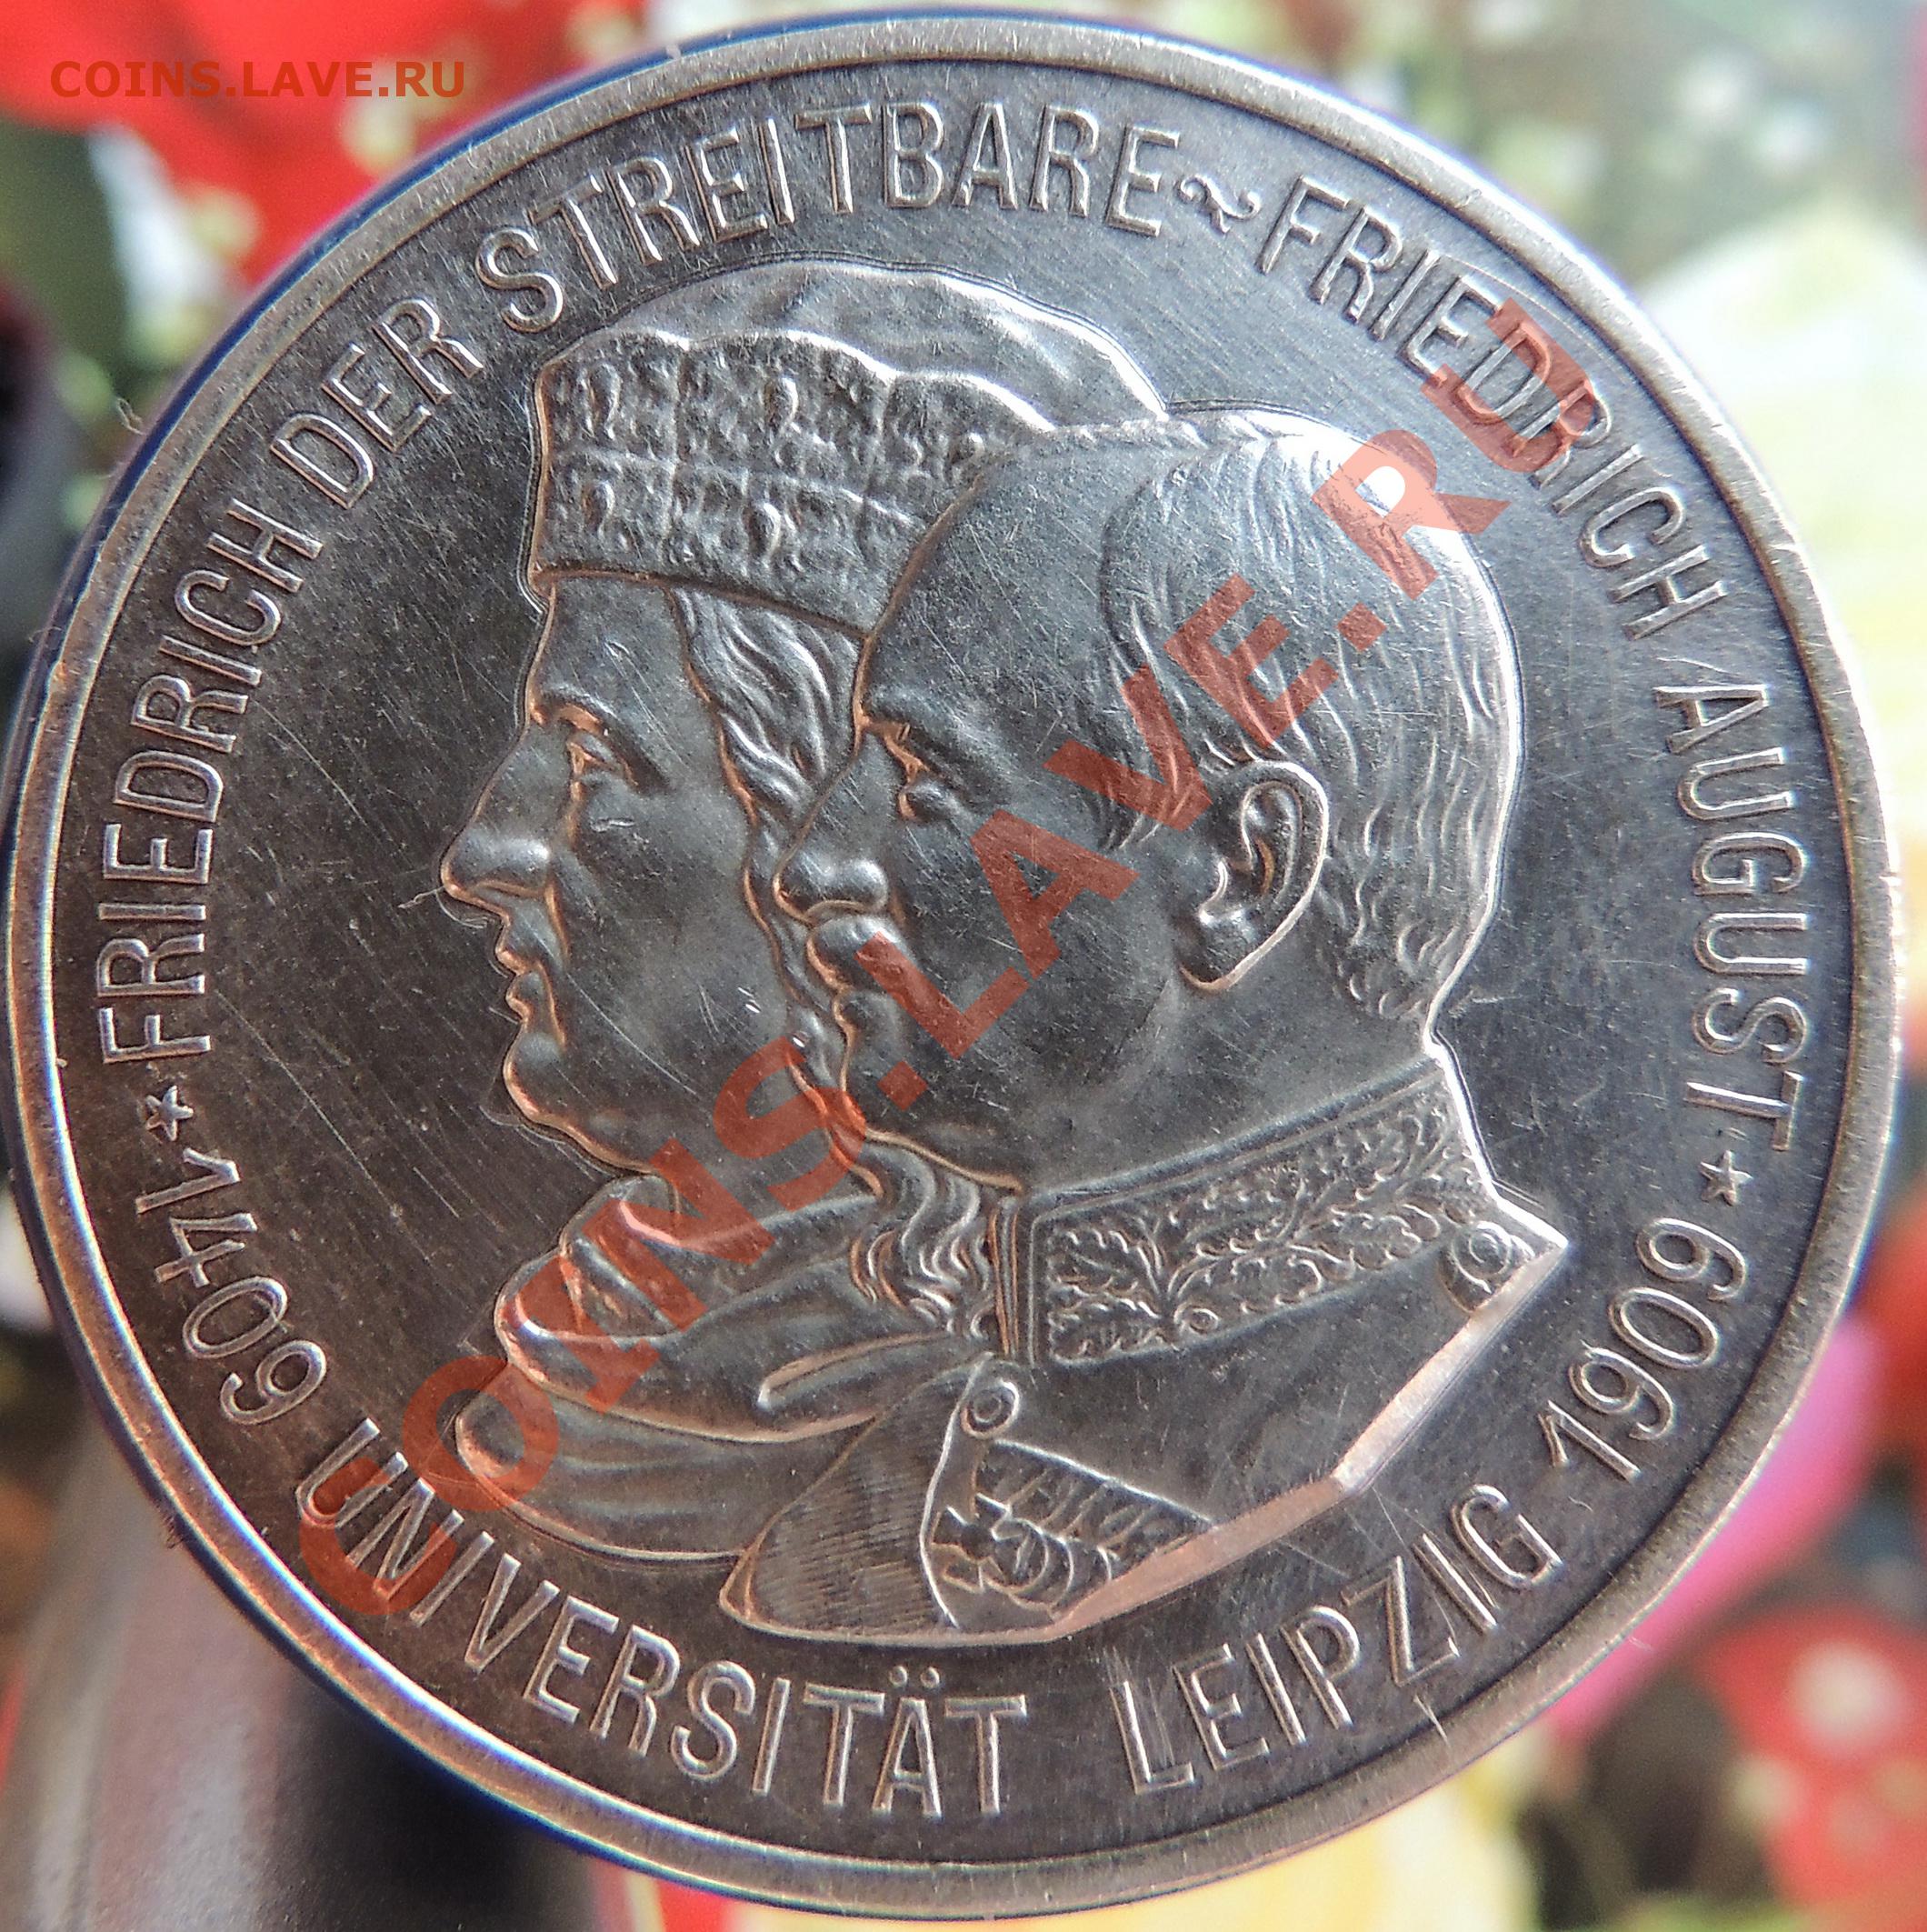 COINS.LAVE.RU
FRIEDRICH DER STREITBARE ~ FRIEDRICH AUGUST
* 1409 UNIVERSITÄT LEIPZIG 1909 *
COINS.LAVE.RU